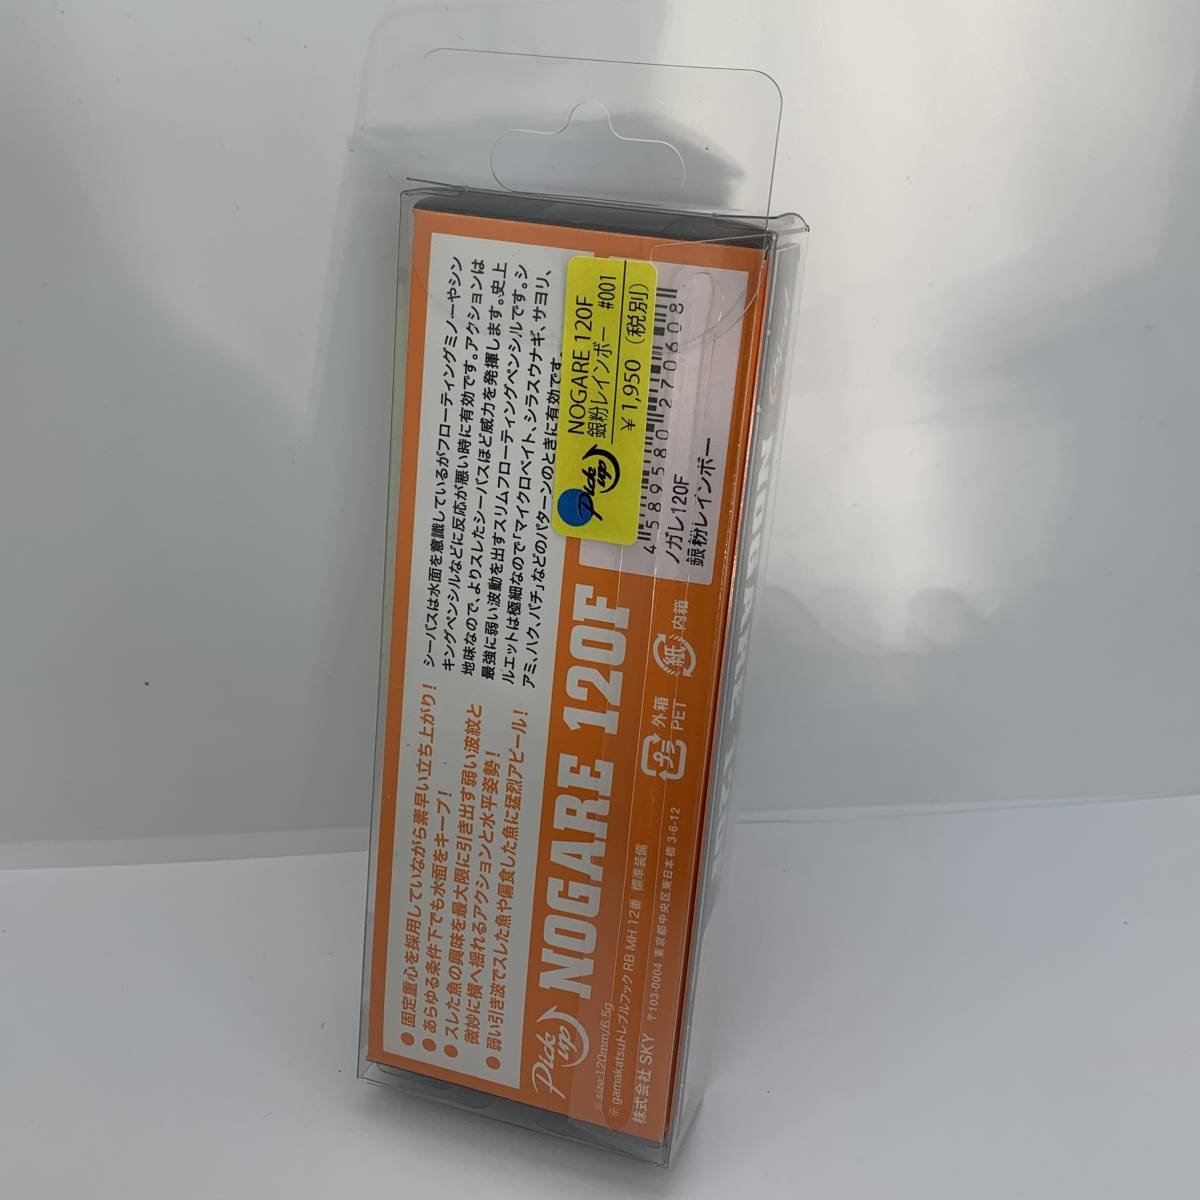 ● 固定重心を採用していながら素早い立ち上がり！
● あらゆる条件下でも水面をキープ！
● スレた魚の興味を最大限に引き出す弱い波紋と
微妙に横へ揺れるアクションと水平姿勢！
● 弱い引き波でスレた魚や偏食した魚に猛烈アピール！
シーバスは水面を意識しているがフローティングミノーやシン
キングペンシルなどに反応が悪い時に有効です。アクションは
地味なので、よりスレたシーバスほど威力を発揮します。史上
最強に弱い波動を出すスリムフローティングペンシルです。シ
ルエットは極細なので「マイクロベイト、シラスウナギ、サヨリ、
アミ、ハク、バチ」などのパターンのときに有効です。
Pick up
NOGARE 120F
Pick up
NOGARE 120F
銀粉レインボー #001
￥1,950（税別）
4 589580 270608
ノガレ120F
銀粉レインボー
外箱
PET
紙
内箱
※ size:120mm/6.5g
※ gamakatsuトレブルフック RB MH 12番 標準装備
株式会社 SKY 〒103-0004 東京都中央区東日本橋 3-6-12